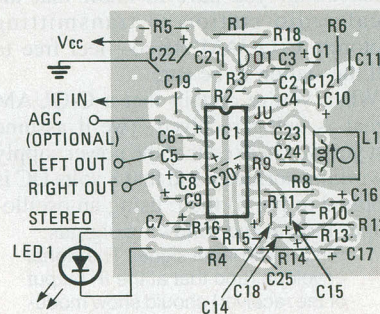 R5
R1
R6
Vcc
R18
C22
C21
Q1
+
C1
C11
R3
C3
C19
C2
C12
IF IN
R2
C4
C10
+
AGC
JU
(OPTIONAL)
C6
+
IC1
C23
L1
LEFT OUT
C5
C24
RIGHT OUT
+
C8
C20*
R9
R8
C9
C16
STEREO
R11
+
C7
R16
R10
LED1
R15
R13
R4
R14
+
C17
C25
C18
C15
C14